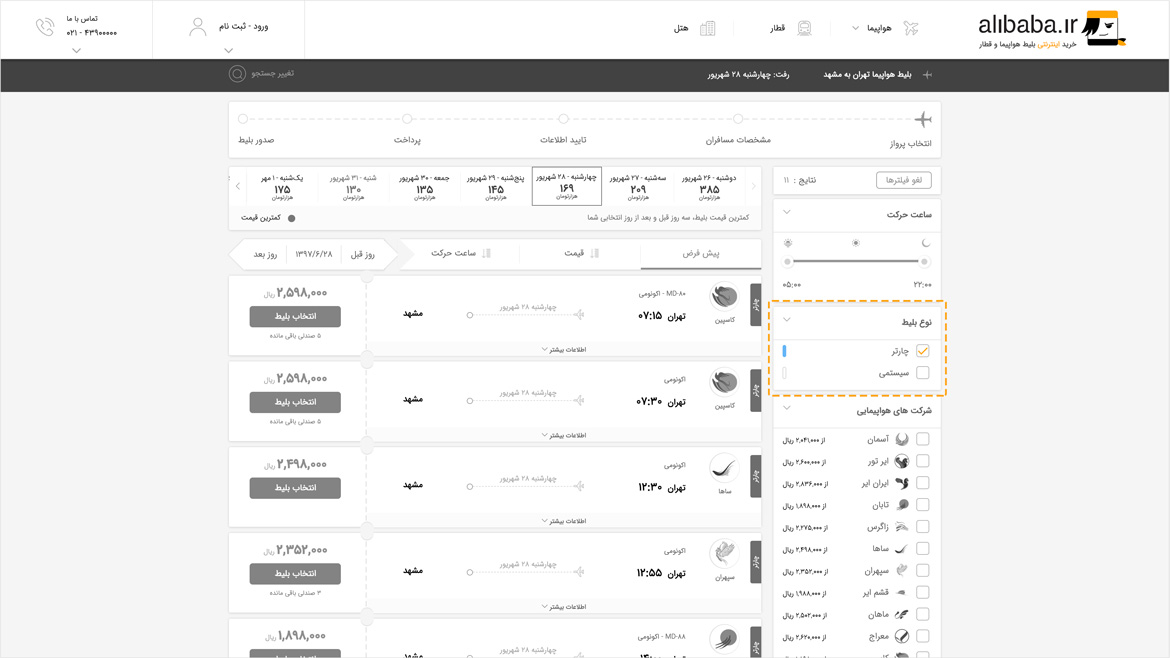 alibaba.ir
خرید اینترنتی بلیط هواپیما و قطار
هواپیما
قطار
هتل
ورود - ثبت نام
تماس با ما
۰۲۱ - ۴۳۹۰۰۰۰۰
بلیط هواپیما تهران به مشهد
رفت: چهارشنبه ۲۸ شهریور
تغییر جستجو
انتخاب پرواز
مشخصات مسافران
تایید اطلاعات
پرداخت
صدور بلیط
لغو فیلترها
نتایج : ۱۱
ساعت حرکت
۲۲:۰۰
۰۵:۰۰
نوع بلیط
چارتر
سیستمی
شرکت های هواپیمایی
آسمان از ۲,۰۴۱,۰۰۰ ریال
ایر تور از ۲,۶۰۰,۰۰۰ ریال
ایران ایر از ۲,۸۳۶,۰۰۰ ریال
تابان از ۱,۸۹۸,۰۰۰ ریال
زاگرس از ۲,۲۷۵,۰۰۰ ریال
ساها از ۲,۴۹۸,۰۰۰ ریال
سپهران از ۲,۳۵۲,۰۰۰ ریال
قشم ایر از ۱,۹۸۸,۰۰۰ ریال
ماهان از ۲,۵۰۲,۰۰۰ ریال
معراج از ۲,۶۲۰,۰۰۰ ریال
دوشنبه - ۲۶ شهریور
۳۸۵
هزارتومان
سه‌شنبه - ۲۷ شهریور
۲۰۹
هزارتومان
چهارشنبه - ۲۸ شهریور
۱۶۹
هزارتومان
پنج‌شنبه - ۲۹ شهریور
۱۴۵
هزارتومان
جمعه - ۳۰ شهریور
۱۳۵
هزارتومان
شنبه - ۳۱ شهریور
۱۳۰
هزارتومان
یک‌شنبه - ۱ مهر
۱۷۵
هزارتومان
کمترین قیمت بلیط، سه روز قبل و بعد از روز انتخابی شما
کمترین قیمت
پیش فرض
قیمت
ساعت حرکت
روز قبل
۱۳۹۷/۶/۲۸
روز بعد
چارتر
کاسپین
MD-۸۰ - اکونومی
تهران ۰۷:۱۵
چهارشنبه ۲۸ شهریور
مشهد
اطلاعات بیشتر
۲,۵۹۸,۰۰۰ ریال
انتخاب بلیط
۵ صندلی باقی مانده
چارتر
کاسپین
اکونومی
تهران ۰۷:۳۰
چهارشنبه ۲۸ شهریور
مشهد
اطلاعات بیشتر
۲,۵۹۸,۰۰۰ ریال
انتخاب بلیط
۵ صندلی باقی مانده
چارتر
ساها
اکونومی
تهران ۱۲:۳۰
چهارشنبه ۲۸ شهریور
مشهد
اطلاعات بیشتر
۲,۴۹۸,۰۰۰ ریال
انتخاب بلیط
چارتر
سپهران
اکونومی
تهران ۱۲:۵۵
چهارشنبه ۲۸ شهریور
مشهد
اطلاعات بیشتر
۲,۳۵۲,۰۰۰ ریال
انتخاب بلیط
۳ صندلی باقی مانده
چارتر
MD-۸۸ - اکونومی
چهارشنبه ۲۸ شهریور
۱,۸۹۸,۰۰۰ ریال